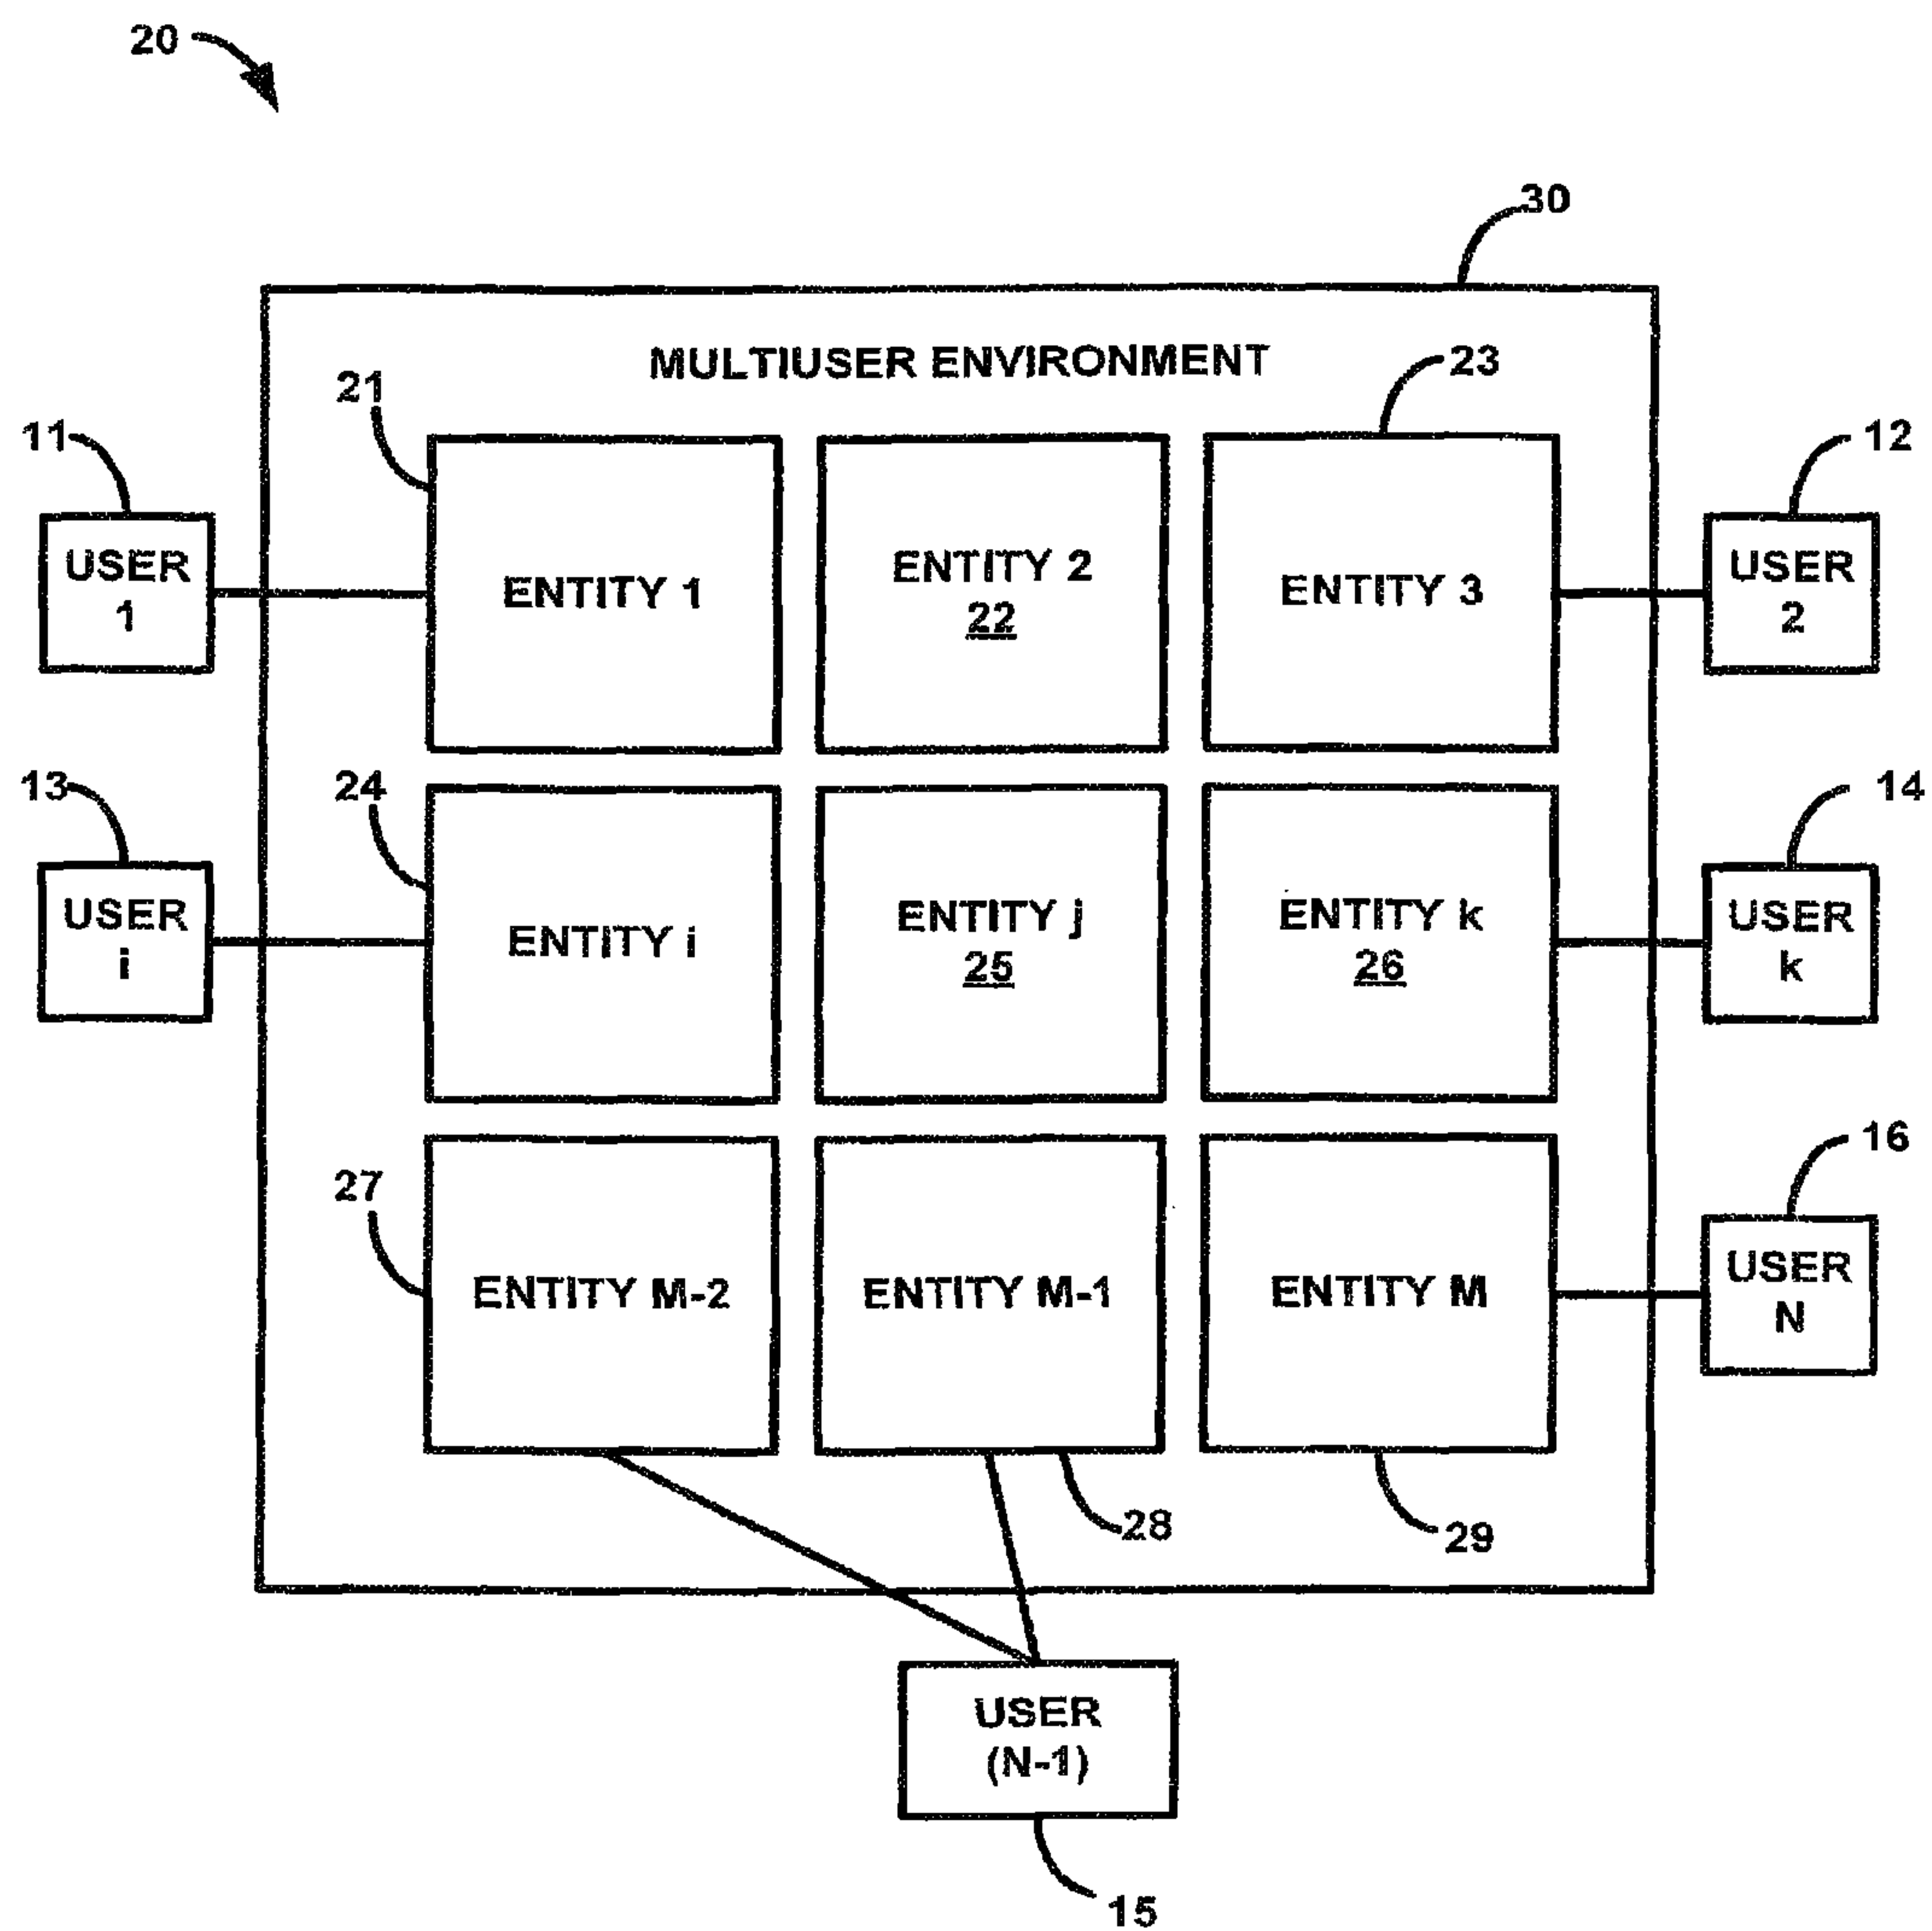 20
30
MULTIUSER ENVIRONMENT
21
23
11
12
USER
1
ENTITY 1
ENTITY 2
22
ENTITY 3
USER
2
13
24
14
USER
i
ENTITY i
ENTITY j
25
ENTITY k
26
USER
k
27
16
ENTITY M-2
ENTITY M-1
ENTITY M
USER
N
28
29
USER
(N-1)
15